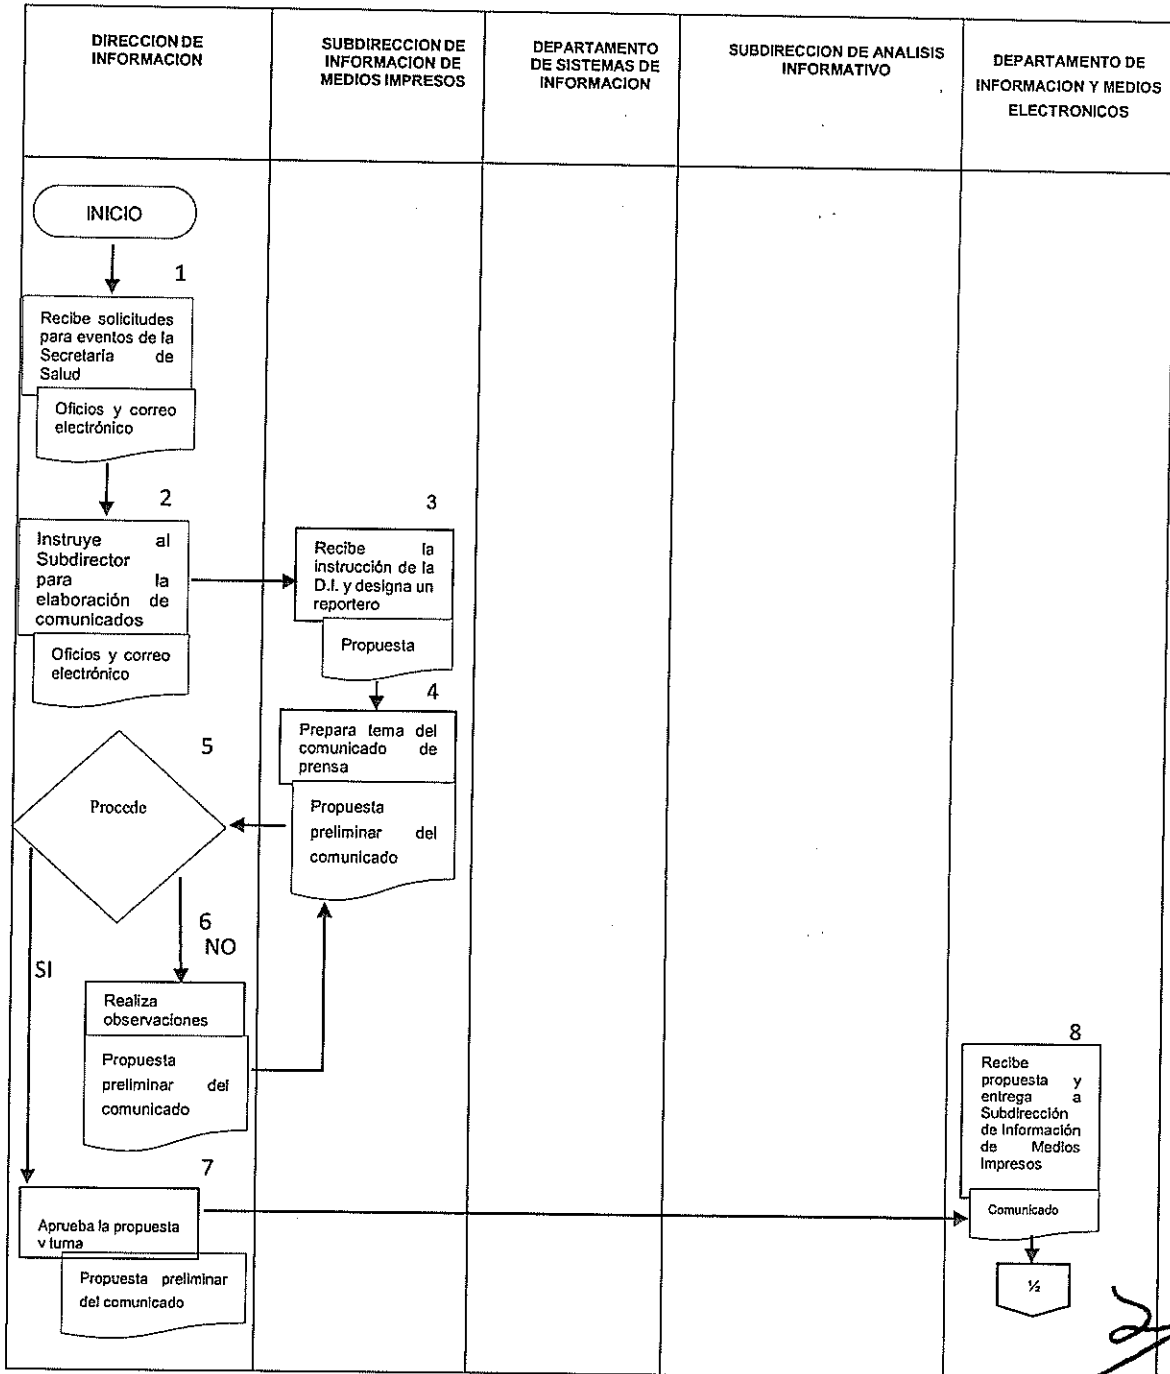 DIRECCION DE
INFORMACION
SUBDIRECCION DE
INFORMACION DE
MEDIOS IMPRESOS
DEPARTAMENTO
DE SISTEMAS DE
INFORMACION
SUBDIRECCION DE ANALISIS
INFORMATIVO
DEPARTAMENTO DE
INFORMACION Y MEDIOS
ELECTRONICOS
INICIO
1
Recibe solicitudes
para eventos de la
Secretaría de
Salud
Oficios y correo
electrónico
2
Instruye al
Subdirector
para la
elaboración de
comunicados
Oficios y correo
electrónico
3
Recibe la
instrucción de la
D.I. y designa un
reportero
Propuesta
4
Prepara tema del
comunicado de
prensa
Propuesta
preliminar del
comunicado
5
Procede
6
NO
SI
Realiza
observaciones
Propuesta
preliminar del
comunicado
7
Aprueba la propuesta
y turna
Propuesta preliminar
del comunicado
8
Recibe
propuesta y
entrega a
Subdirección
de Información
de Medios
Impresos
Comunicado
½